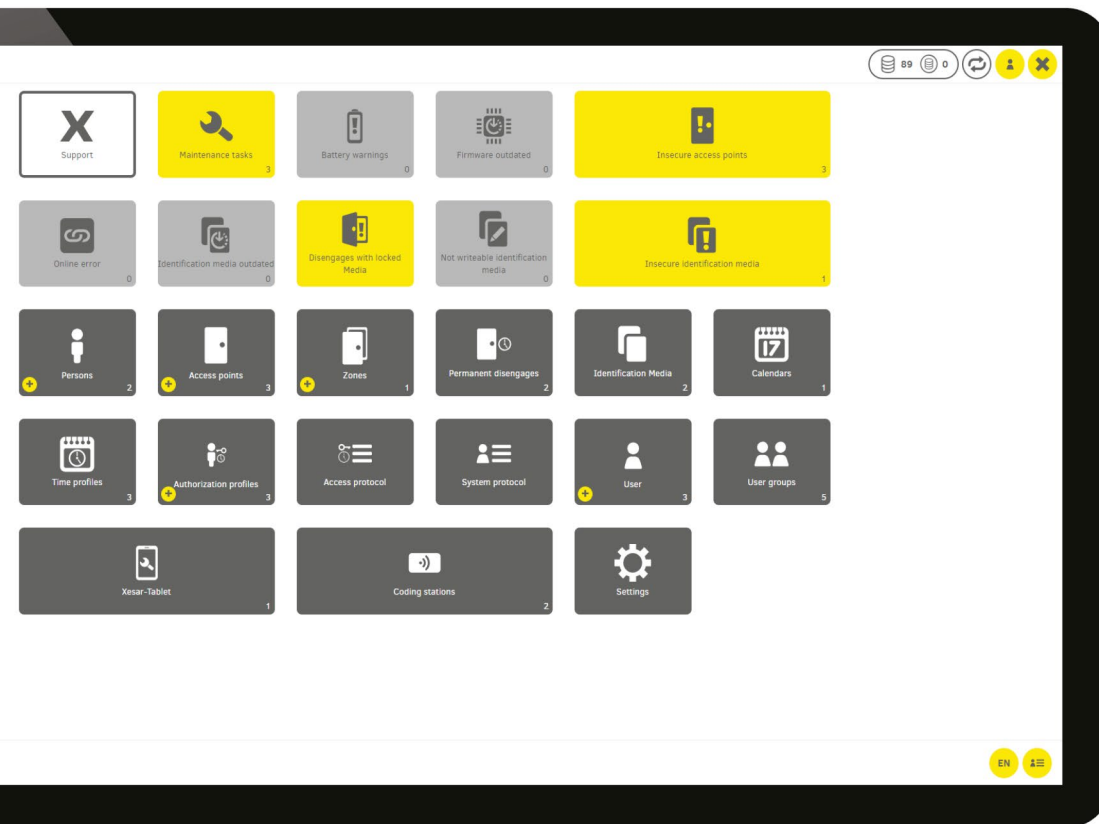 89 0
X
Support
Maintenance tasks
3
Battery warnings
0
Firmware outdated
0
Insecure access points
3
Online error
0
Identification media outdated
0
Disengages with locked
Media
Not writeable identification
media
0
Insecure identification media
1
Persons
2
Access points
3
Zones
1
Permanent disengages
2
Identification Media
2
17
Calendars
1
Time profiles
3
Authorization profiles
3
Access protocol
System protocol
User
3
User groups
5
Xesar-Tablet
1
Coding stations
2
Settings
EN